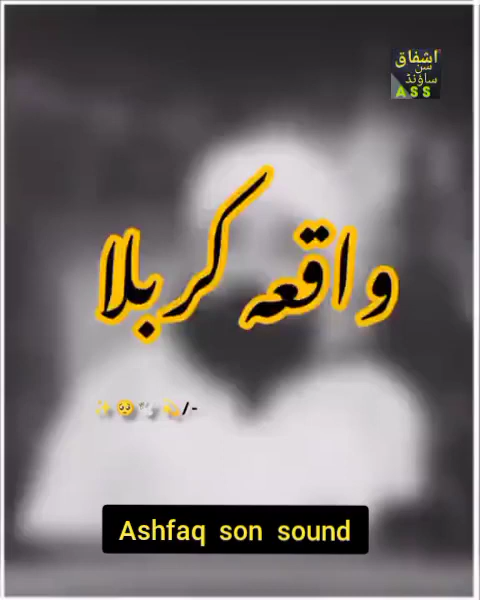 اشفاق
سن
ساؤنڈ
ASS
واقعہ کربلا
✨🥺🕊️💫/-
Ashfaq son sound